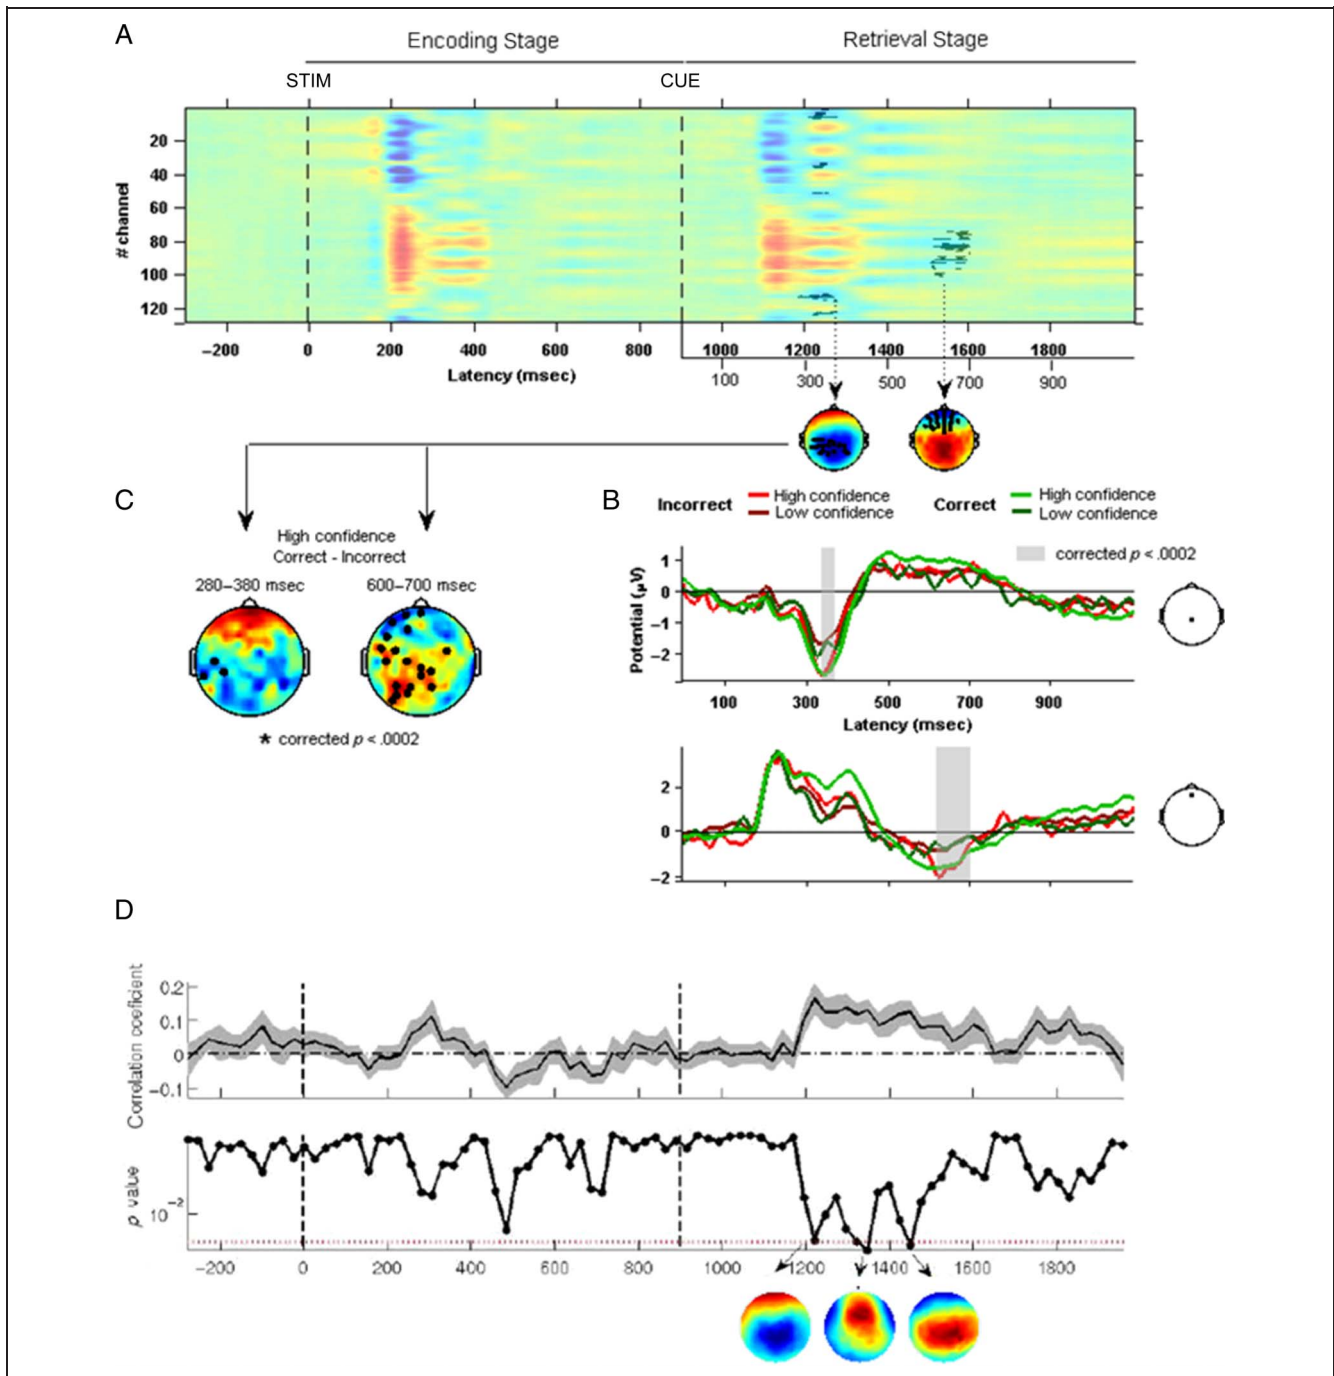 A
Encoding Stage
Retrieval Stage
STIM
CUE
# channel
20
40
60
80
100
120
−200 0 200 400 600 800 1000 1200 1400 1600 1800
Latency (msec)
100 300 500 700 900
C
High confidence
Correct - Incorrect
280–380 msec
600–700 msec
* corrected p < .0002
B
Incorrect
High confidence
Low confidence
Correct
High confidence
Low confidence
corrected p < .0002
Potential (µV)
1
0
−1
−2
100 300 500 700 900
Latency (msec)
2
0
−2
D
Correlation coeficient
0.2
0.1
0
−0.1
p value
10−2
−200 0 200 400 600 800 1000 1200 1400 1600 1800